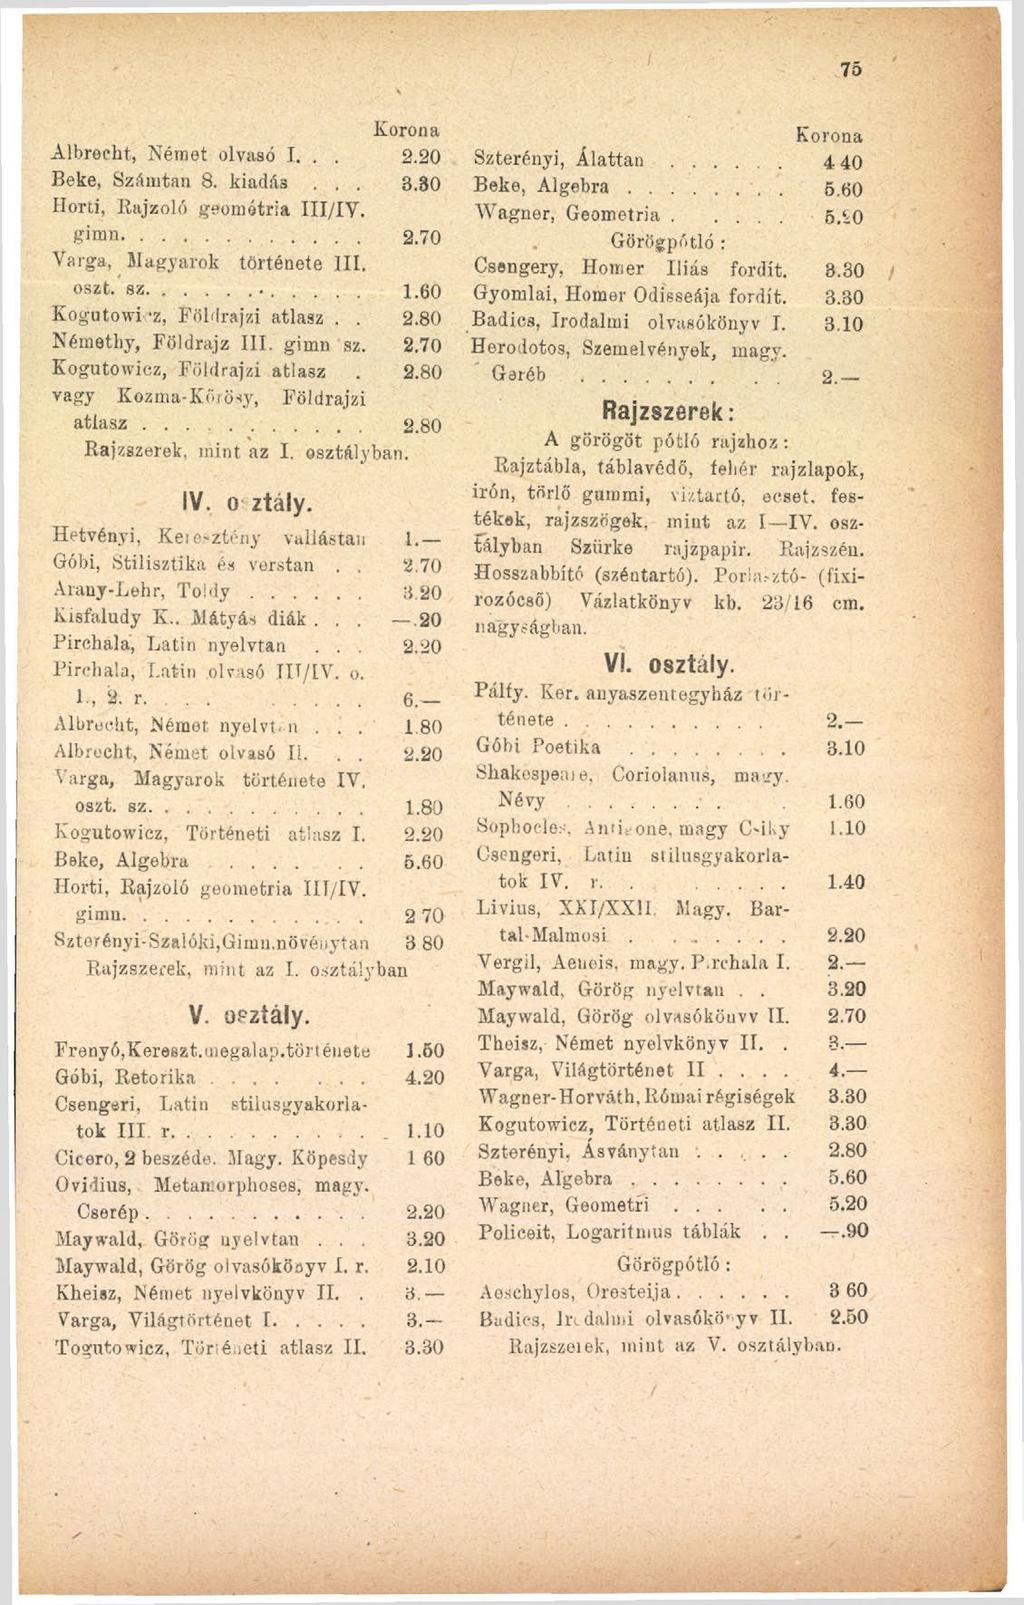 75
Korona
Albrecht, Német olvasó I. . . 2.20
Beke, Számtan 8. kiadás . . . 3.30
Horti, Rajzoló geométria III/IV.
gimn. . . . . . . . . . . 2.70
Varga, Magyarok története III.
oszt. sz. . . . . . . . . . 1.60
Kogutowicz, Földrajzi atlasz . . 2.80
Némethy, Földrajz III. gimn sz. 2.70
Kogutowicz, Földrajzi atlasz . 2.80
vagy Kozma-Kőrösy, Földrajzi
atlasz . . . . . . . . . . 2.80
Rajzszerek, mint az I. osztályban.
IV. o ztály.
Hetvényi, Keresztény vallástan 1.—
Góbi, Stilisztika és verstan . . 2.70
Arany-Lehr, Toldy . . . . . . 3.20
Kisfaludy K.. Mátyás diák . . . —.20
Pirchala, Latin nyelvtan . . . 2.20
Pirchala, Latin olvasó III/IV. o.
1., 2. r. . . . 6.—
Albrecht, Német nyelvtan . . . 1.80
Albrecht, Német olvasó II. . . 2.20
Varga, Magyarok története IV.
oszt. sz. . . . . . . . . . 1.80
Kogutowicz, Történeti atlasz I. 2.20
Beke, Algebra . . . . . . 5.60
Horti, Rajzoló geometria III/IV.
gimn. . . . . . . . . . . 2 70
Szterényi-Szalóki,Gimn.növénytan 3 80
Rajzszerek, mint az I. osztályban
V. osztály.
Frenyó,Kereszt.megalap.története 1.50
Góbi, Retorika . . . . . . . 4.20
Csengeri, Latin stilusgyakorla-
tok III. r. . . . . . . . . . 1.10
Cicero, 2 beszéde. Magy. Köpesdy 1 60
Ovidius, Metamorphoses, magy.
Cserép . . . . . . . . . . 2.20
Maywald, Görög nyelvtan . . . 3.20
Maywald, Görög olvasókönyv I. r. 2.10
Kheisz, Német nyelvkönyv II. . 3.—
Varga, Világtörténet I. . . . . 3.—
Togutowicz, Történeti atlasz II. 3.30
Korona
Szterényi, Álattan . . . . . . 4 40
Beke, Algebra . . . . . . . . 5.60
Wagner, Geometria . . . . . 5.20
Görögpótló :
Csengery, Homer Iliás fordít. 3.30
Gyomlai, Homer Odisseája fordít. 3.30
Badics, Irodalmi olvasókönyv I. 3.10
Herodotos, Szemelvények, magy.
Geréb . . . . . . . . . 2.—
Rajzszerek:
A görögöt pótló rajzhoz :
Rajztábla, táblavédő, fehér rajzlapok,
irón, törlő gummi, viztartó, ecset, fes-
tékek, rajzszögek, mint az I—IV. osz-
tályban Szürke rajzpapir. Rajzszén.
Hosszabbító (széntartó). Porlasztó- (fixi-
rozócső) Vázlatkönyv kb. 23/16 cm.
nagyságban.
VI. osztály.
Pálfy. Ker. anyaszentegyház tör-
ténete . . . . . . . . . . 2.—
Góbi Poetika . . . . . . . . 3.10
Shakespeare, Coriolanus, magy.
Névy . . . . . . . . 1.60
Sophocles, Antigone, magy Csiky 1.10
Csengeri, Latin stilusgyakorla-
tok IV. r. . . . . . . . 1.40
Livius, XXI/XXII. Magy. Bar-
tal-Malmosi . . . . . . . 2.20
Vergil, Aeneis, magy. Pirchala I. 2.—
Maywald, Görög nyelvtan . . 3.20
Maywald, Görög olvasókönyv II. 2.70
Theisz, Német nyelvkönyv II. . 3.—
Varga, Világtörténet II . . . . 4.—
Wagner-Horváth, Római régiségek 3.30
Kogutowicz, Történeti atlasz II. 3.30
Szterényi, Ásványtan . . . . . 2.80
Beke, Algebra . . . . . . . . 5.60
Wagner, Geometri . . . . . 5.20
Policeit, Logaritmus táblák . . —.90
Görögpótló :
Aeschylos, Oresteija . . . . . . 3 60
Badics, Irodalmi olvasókönyv II. 2.50
Rajzszerek, mint az V. osztályban.